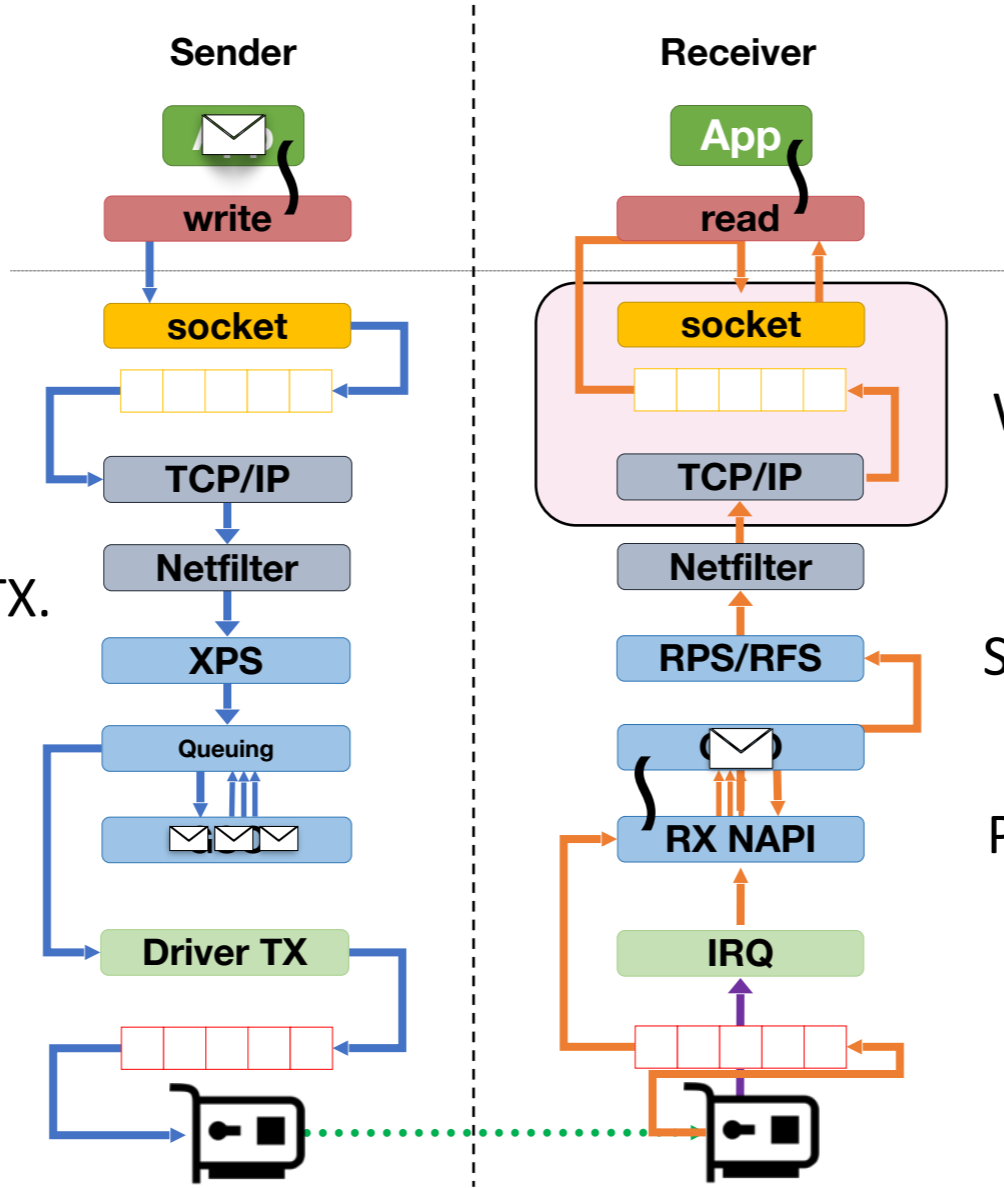 Sender
Receiver
App
write
read
socket
socket
TCP/IP
TCP/IP
Netfilter
Netfilter
TX.
XPS
RPS/RFS
S
Queuing
RX NAPI
Driver TX
IRQ